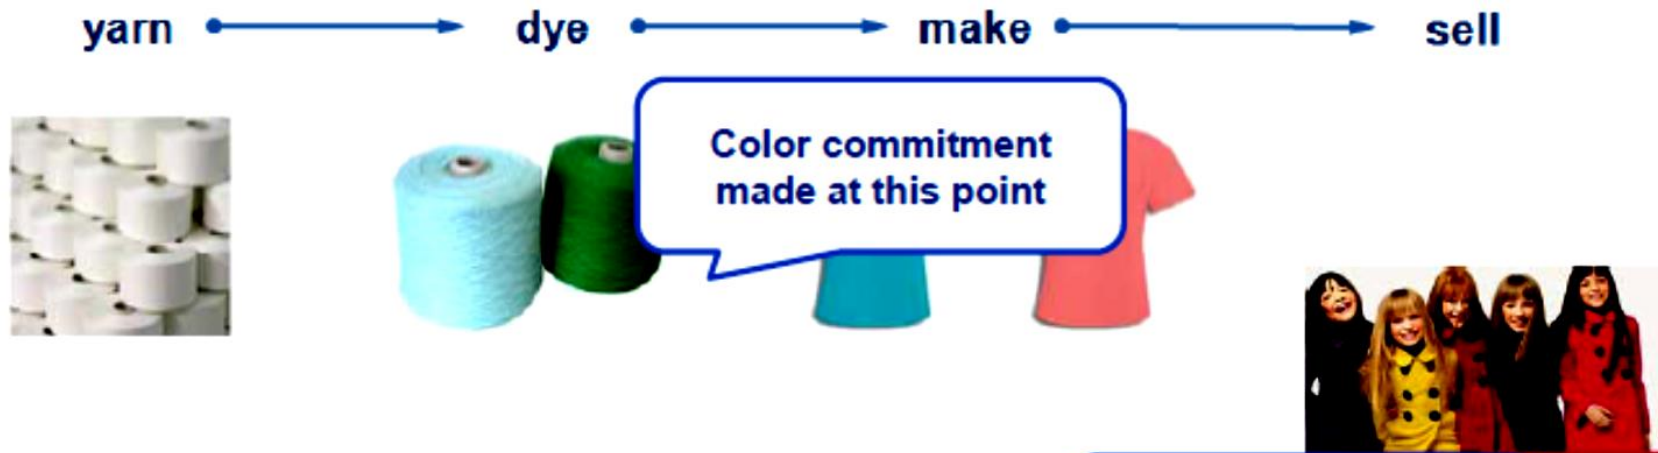 yarn dye make sell
Color commitment
made at this point